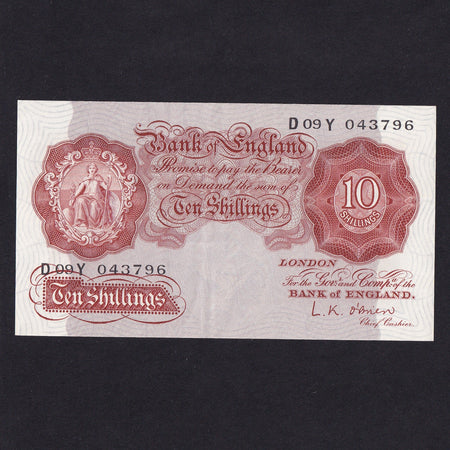 D09Y 043796
Bank of England
Promise to pay the Bearer
on Demand the sum of
Ten Shillings
10
SHILLINGS
LONDON
For the Govr. and Compa. of the
BANK OF ENGLAND.
L. K. O'Brien
Chief Cashier.
D09Y 043796
Ten Shillings